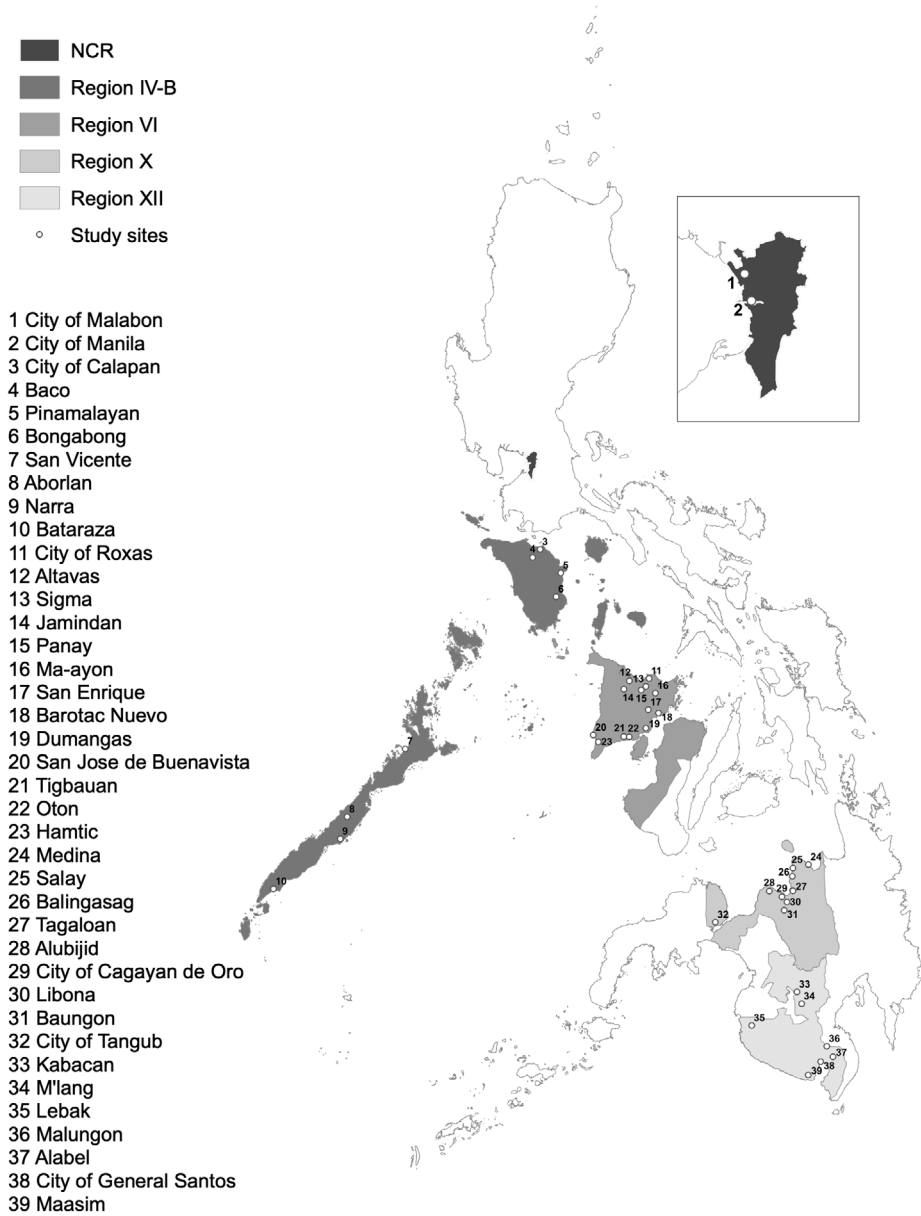 NCR
Region IV-B
Region VI
Region X
Region XII
Study sites
1 City of Malabon
2 City of Manila
3 City of Calapan
4 Baco
5 Pinamalayan
6 Bongabong
7 San Vicente
8 Aborlan
9 Narra
10 Bataraza
11 City of Roxas
12 Altavas
13 Sigma
14 Jamindan
15 Panay
16 Ma-ayon
17 San Enrique
18 Barotac Nuevo
19 Dumangas
20 San Jose de Buenavista
21 Tigbauan
22 Oton
23 Hamtic
24 Medina
25 Salay
26 Balingasag
27 Tagaloan
28 Alubijid
29 City of Cagayan de Oro
30 Libona
31 Baungon
32 City of Tangub
33 Kabacan
34 M'lang
35 Lebak
36 Malungon
37 Alabel
38 City of General Santos
39 Maasim
1
2
3
4
5
6
7
8
9
10
11
12
13
14
15
16
17
18
19
20
21
22
23
24
25
26
27
28
29
30
31
32
33
34
35
36
37
38
39